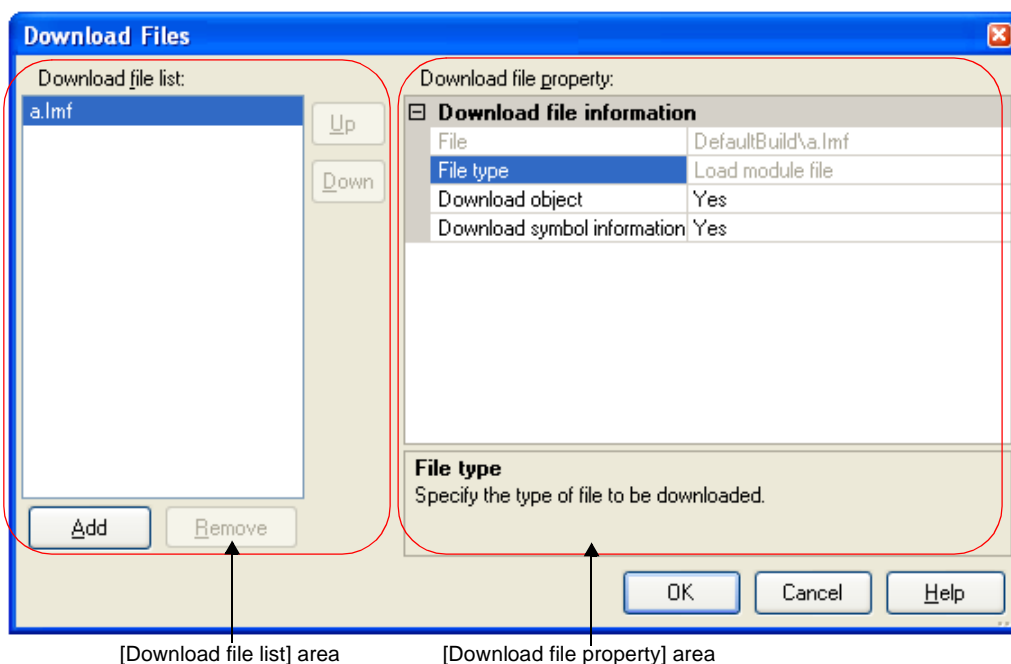 Download Files
Download file list:
a.lmf
Up
Down
Add
Remove
Download file property:
Download file information
File DefaultBuild\a.lmf
File type Load module file
Download object Yes
Download symbol information Yes
File type
Specify the type of file to be downloaded.
OK
Cancel
Help
[Download file list] area
[Download file property] area